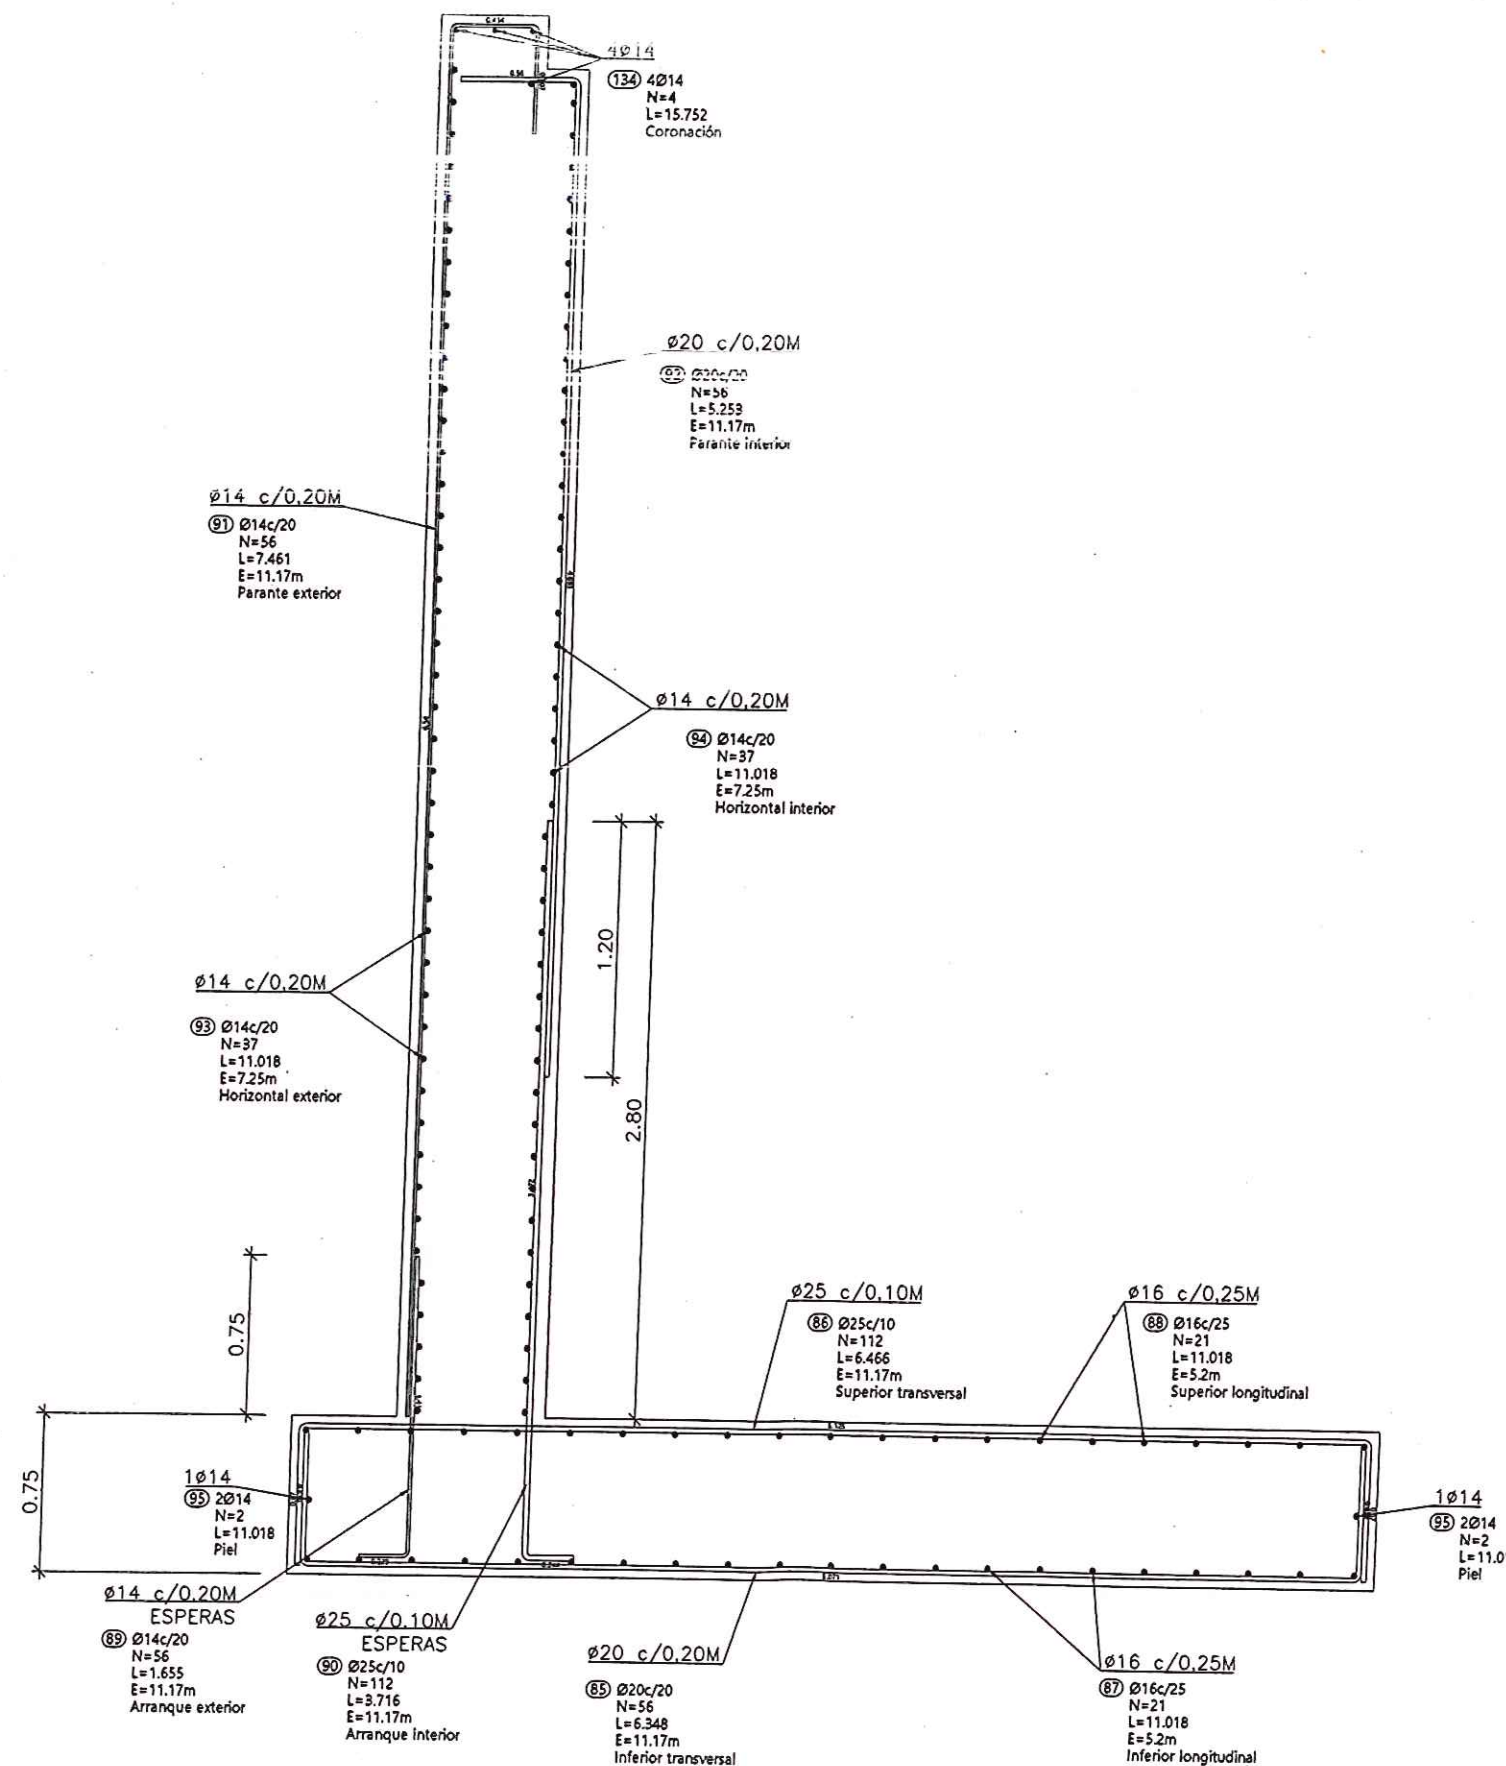 4Ø14
134 4Ø14
N=4
L=15.752
Coronación
Ø20 c/0,20M
92 Ø20c/20
N=56
L=5.253
E=11.17m
Parante interior
Ø14 c/0,20M
91 Ø14c/20
N=56
L=7.461
E=11.17m
Parante exterior
Ø14 c/0,20M
94 Ø14c/20
N=37
L=11.018
E=7.25m
Horizontal interior
1.20
2.80
Ø14 c/0,20M
93 Ø14c/20
N=37
L=11.018
E=7.25m
Horizontal exterior
0.75
Ø25 c/0,10M
86 Ø25c/10
N=112
L=6.466
E=11.17m
Superior transversal
Ø16 c/0,25M
88 Ø16c/25
N=21
L=11.018
E=5.2m
Superior longitudinal
0.75
1Ø14
95 2Ø14
N=2
L=11.018
Piel
1Ø14
95 2Ø14
N=2
L=11.0
Piel
Ø14 c/0,20M
ESPERAS
89 Ø14c/20
N=56
L=1.655
E=11.17m
Arranque exterior
Ø25 c/0,10M
ESPERAS
90 Ø25c/10
N=112
L=3.716
E=11.17m
Arranque interior
Ø20 c/0,20M
85 Ø20c/20
N=56
L=6.348
E=11.17m
Inferior transversal
Ø16 c/0,25M
87 Ø16c/25
N=21
L=11.018
E=5.2m
Inferior longitudinal